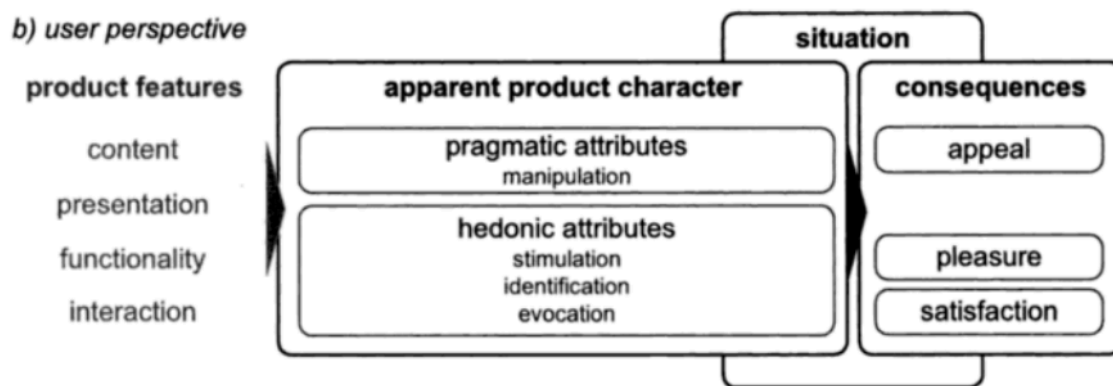 b) user perspective
situation
product features
apparent product character
consequences
content
presentation
functionality
interaction
pragmatic attributes
manipulation
hedonic attributes
stimulation
identification
evocation
appeal
pleasure
satisfaction